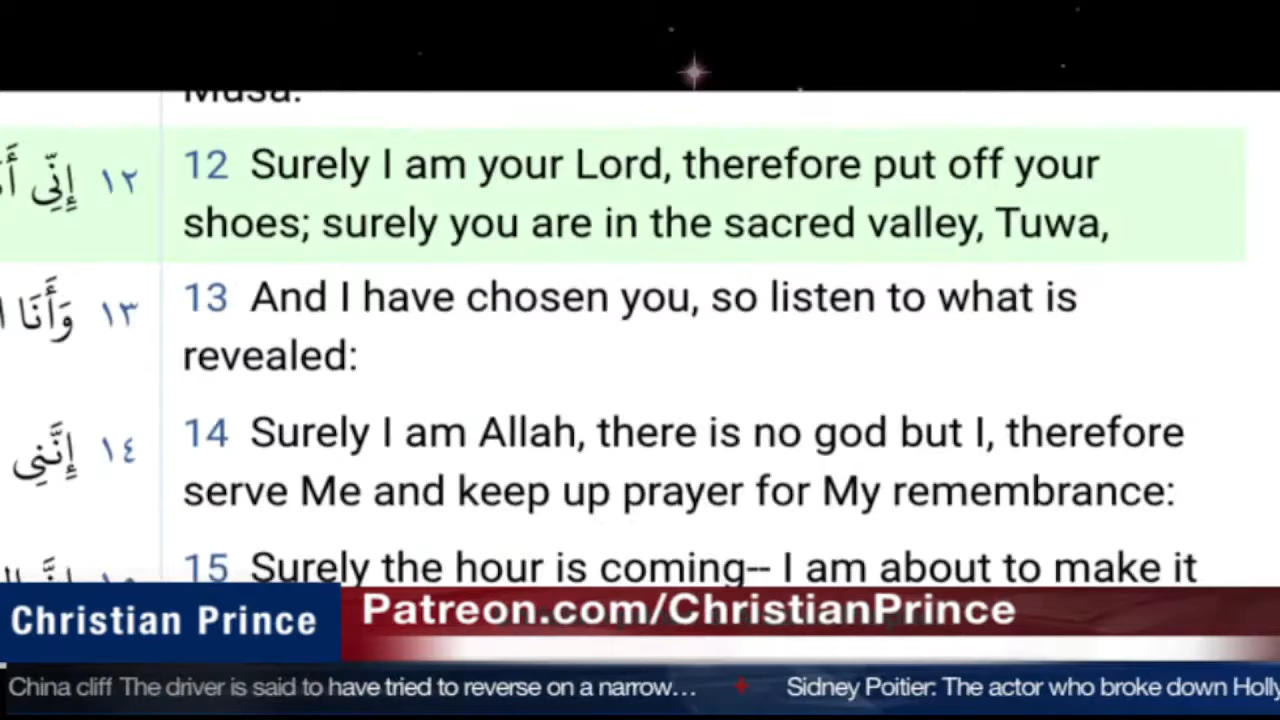 Musa:
12 Surely I am your Lord, therefore put off your
shoes; surely you are in the sacred valley, Tuwa,
١٢ إِنِّي
13 And I have chosen you, so listen to what is
revealed:
١٣ وَأَنَا
14 Surely I am Allah, there is no god but I, therefore
serve Me and keep up prayer for My remembrance:
١٤ إِنَّنِي
15 Surely the hour is coming-- I am about to make it
Christian Prince
Patreon.com/ChristianPrince
China cliff The driver is said to have tried to reverse on a narrow... Sidney Poitier: The actor who broke down